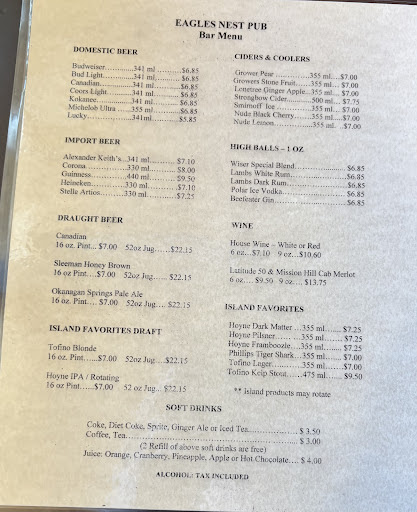 EAGLES NEST PUB
Bar Menu
DOMESTIC BEER
Budweiser...........341 ml ..........$6.85
Bud Light...........341 ml...........$6.85
Canadian............341 ml...........$6.85
Coors Light.........341 ml...........$6.85
Kokanee.............341 ml...........$6.85
Michelob Ultra .....355 ml...........$6.85
Lucky...............341ml............$5.85
IMPORT BEER
Alexander Keith's...341 ml...........$7.10
Corona..............330 ml...........$8.00
Guinness............440 ml...........$9.50
Heineken............330 ml...........$7.10
Stella Artios.......330 ml...........$7.25
DRAUGHT BEER
Canadian
16 oz. Pint... $7.00 52oz Jug......$22.15
Sleeman Honey Brown
16 oz. Pint....$7.00 52oz Jug..... $22.15
Okanagan Springs Pale Ale
16 oz. Pint....$7.00 52oz Jug....$22.15
ISLAND FAVORITES DRAFT
Tofino Blonde
16 oz. Pint......$7.00 52oz Jug....$22.15
Hoyne IPA / Rotating
16 oz Pint.....$7.00 52 oz Jug... $22.15
CIDERS & COOLERS
Grower Pear ..........355 ml...$7.00
Growers Stone Fruit...355 ml...$7.00
Lonetree Ginger Apple...355 ml...$7.00
Strongbow Cider.......500 ml... $7.75
Smirnoff Ice .........355 ml... $7.00
Nude Black Cherry.....355 ml...$7.00
Nude Lemon............355 ml. ..$7.00
HIGH BALLS – 1 OZ
Wiser Special Blend..................$6.85
Lambs White Rum......................$6.85
Lambs Dark Rum.......................$6.85
Polar Ice Vodka......................$6.85
Beefeater Gin........................$6.85
WINE
House Wine – White or Red
6 oz....$7.10 9 oz....$10.60
Latitude 50 & Mission Hill Cab Merlot
6 oz.... $9.50 9 oz.... $13.75
ISLAND FAVORITES
Hoyne Dark Matter ...355 ml...... $7.25
Hoyne Pilsner........355 ml...... $7.25
Hoyne Framboozle.....355 ml...... $7.25
Phillips Tiger Shark...355 ml.....$7.00
Tofino Lager.........355 ml.......$7.00
Tofino Kelp Stout......475 ml.....$9.50
** Island products may rotate
SOFT DRINKS
Coke, Diet Coke, Sprite, Ginger Ale or Iced Tea.................. $ 3.50
Coffee, Tea...................................................... $ 3.00
(2 Refill of above soft drinks are free)
Juice: Orange, Cranberry, Pineapple, Apple or Hot Chocolate.... $ 4.00
ALCOHOL: TAX INCLUDED